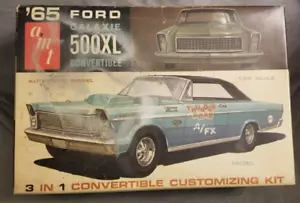 '65 FORD
GALAXIE
500XL
CONVERTIBLE
amt
A/FX
3 IN 1 CONVERTIBLE CUSTOMIZING KIT